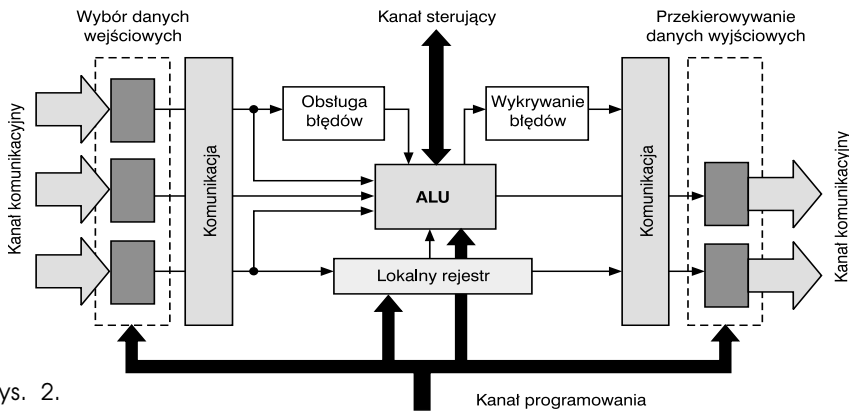 Wybór danych
wejściowych
Kanał sterujący
Przekierowywanie
danych wyjściowych
Kanał komunikacyjny
Komunikacja
Obsługa
błędów
Wykrywanie
błędów
ALU
Lokalny rejestr
Komunikacja
Kanał komunikacyjny
Kanał programowania
ys. 2.